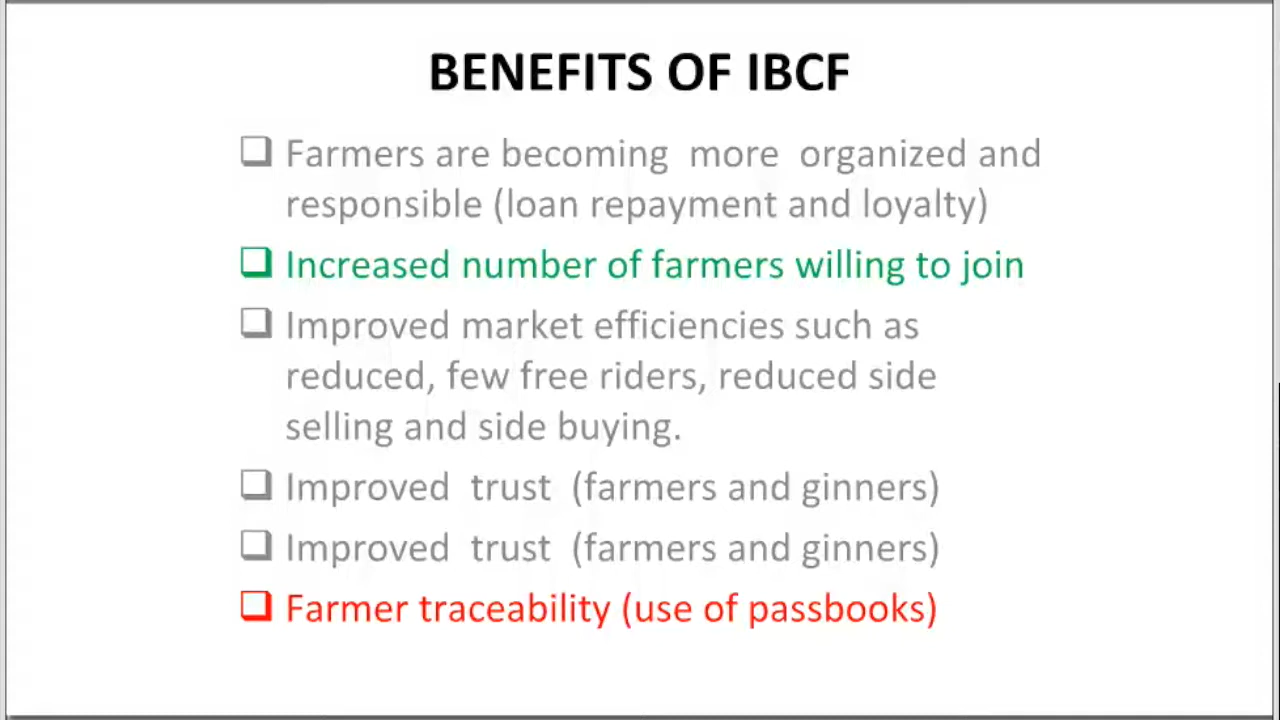 BENEFITS OF IBCF
❑ Farmers are becoming more organized and
responsible (loan repayment and loyalty)
❑ Increased number of farmers willing to join
❑ Improved market efficiencies such as
reduced, few free riders, reduced side
selling and side buying.
❑ Improved trust (farmers and ginners)
❑ Improved trust (farmers and ginners)
❑ Farmer traceability (use of passbooks)